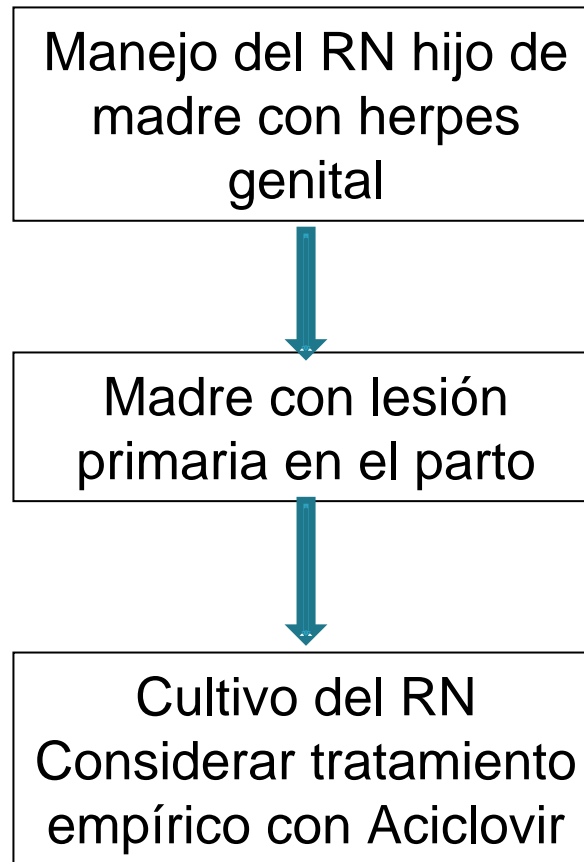 Manejo del RN hijo de
madre con herpes
genital
Madre con lesión
primaria en el parto
Cultivo del RN
Considerar tratamiento
empírico con Aciclovir